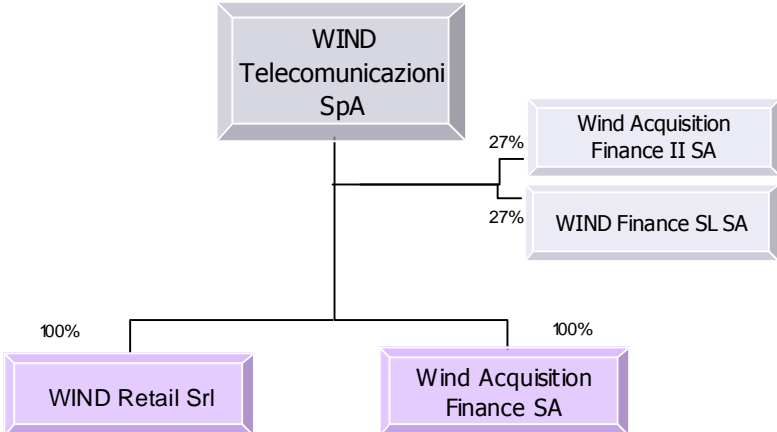 WIND
Telecomunicazioni
SpA
27%
Wind Acquisition
Finance II SA
27%
WIND Finance SL SA
100%
100%
WIND Retail Srl
Wind Acquisition
Finance SA